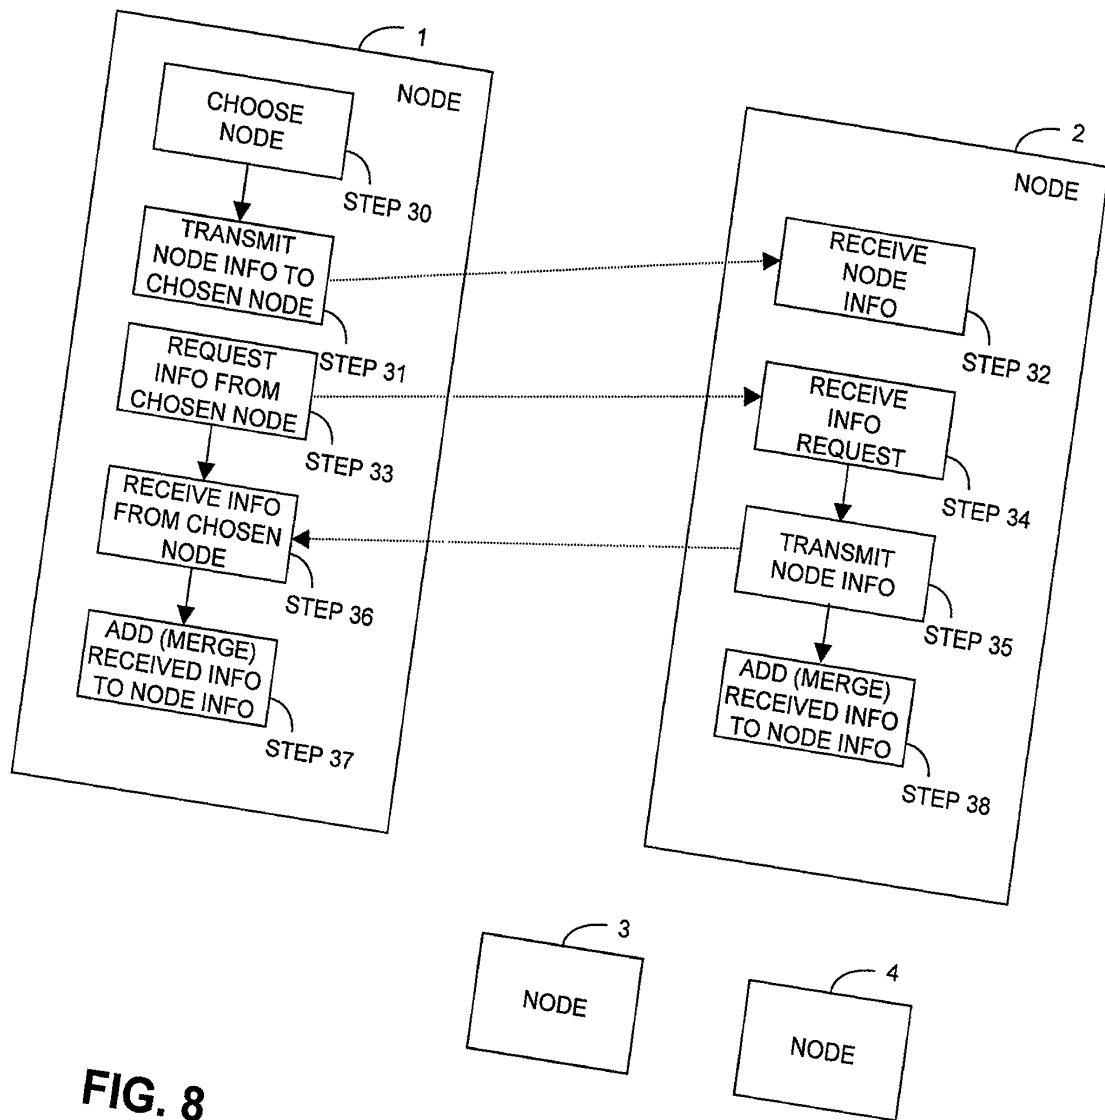 1
NODE
CHOOSE
NODE
STEP 30
TRANSMIT
NODE INFO TO
CHOSEN NODE
STEP 31
REQUEST
INFO FROM
CHOSEN NODE
STEP 33
RECEIVE INFO
FROM CHOSEN
NODE
STEP 36
ADD (MERGE)
RECEIVED INFO
TO NODE INFO
STEP 37
2
NODE
RECEIVE
NODE
INFO
STEP 32
RECEIVE
INFO
REQUEST
STEP 34
TRANSMIT
NODE INFO
STEP 35
ADD (MERGE)
RECEIVED INFO
TO NODE INFO
STEP 38
3
NODE
4
NODE
FIG. 8